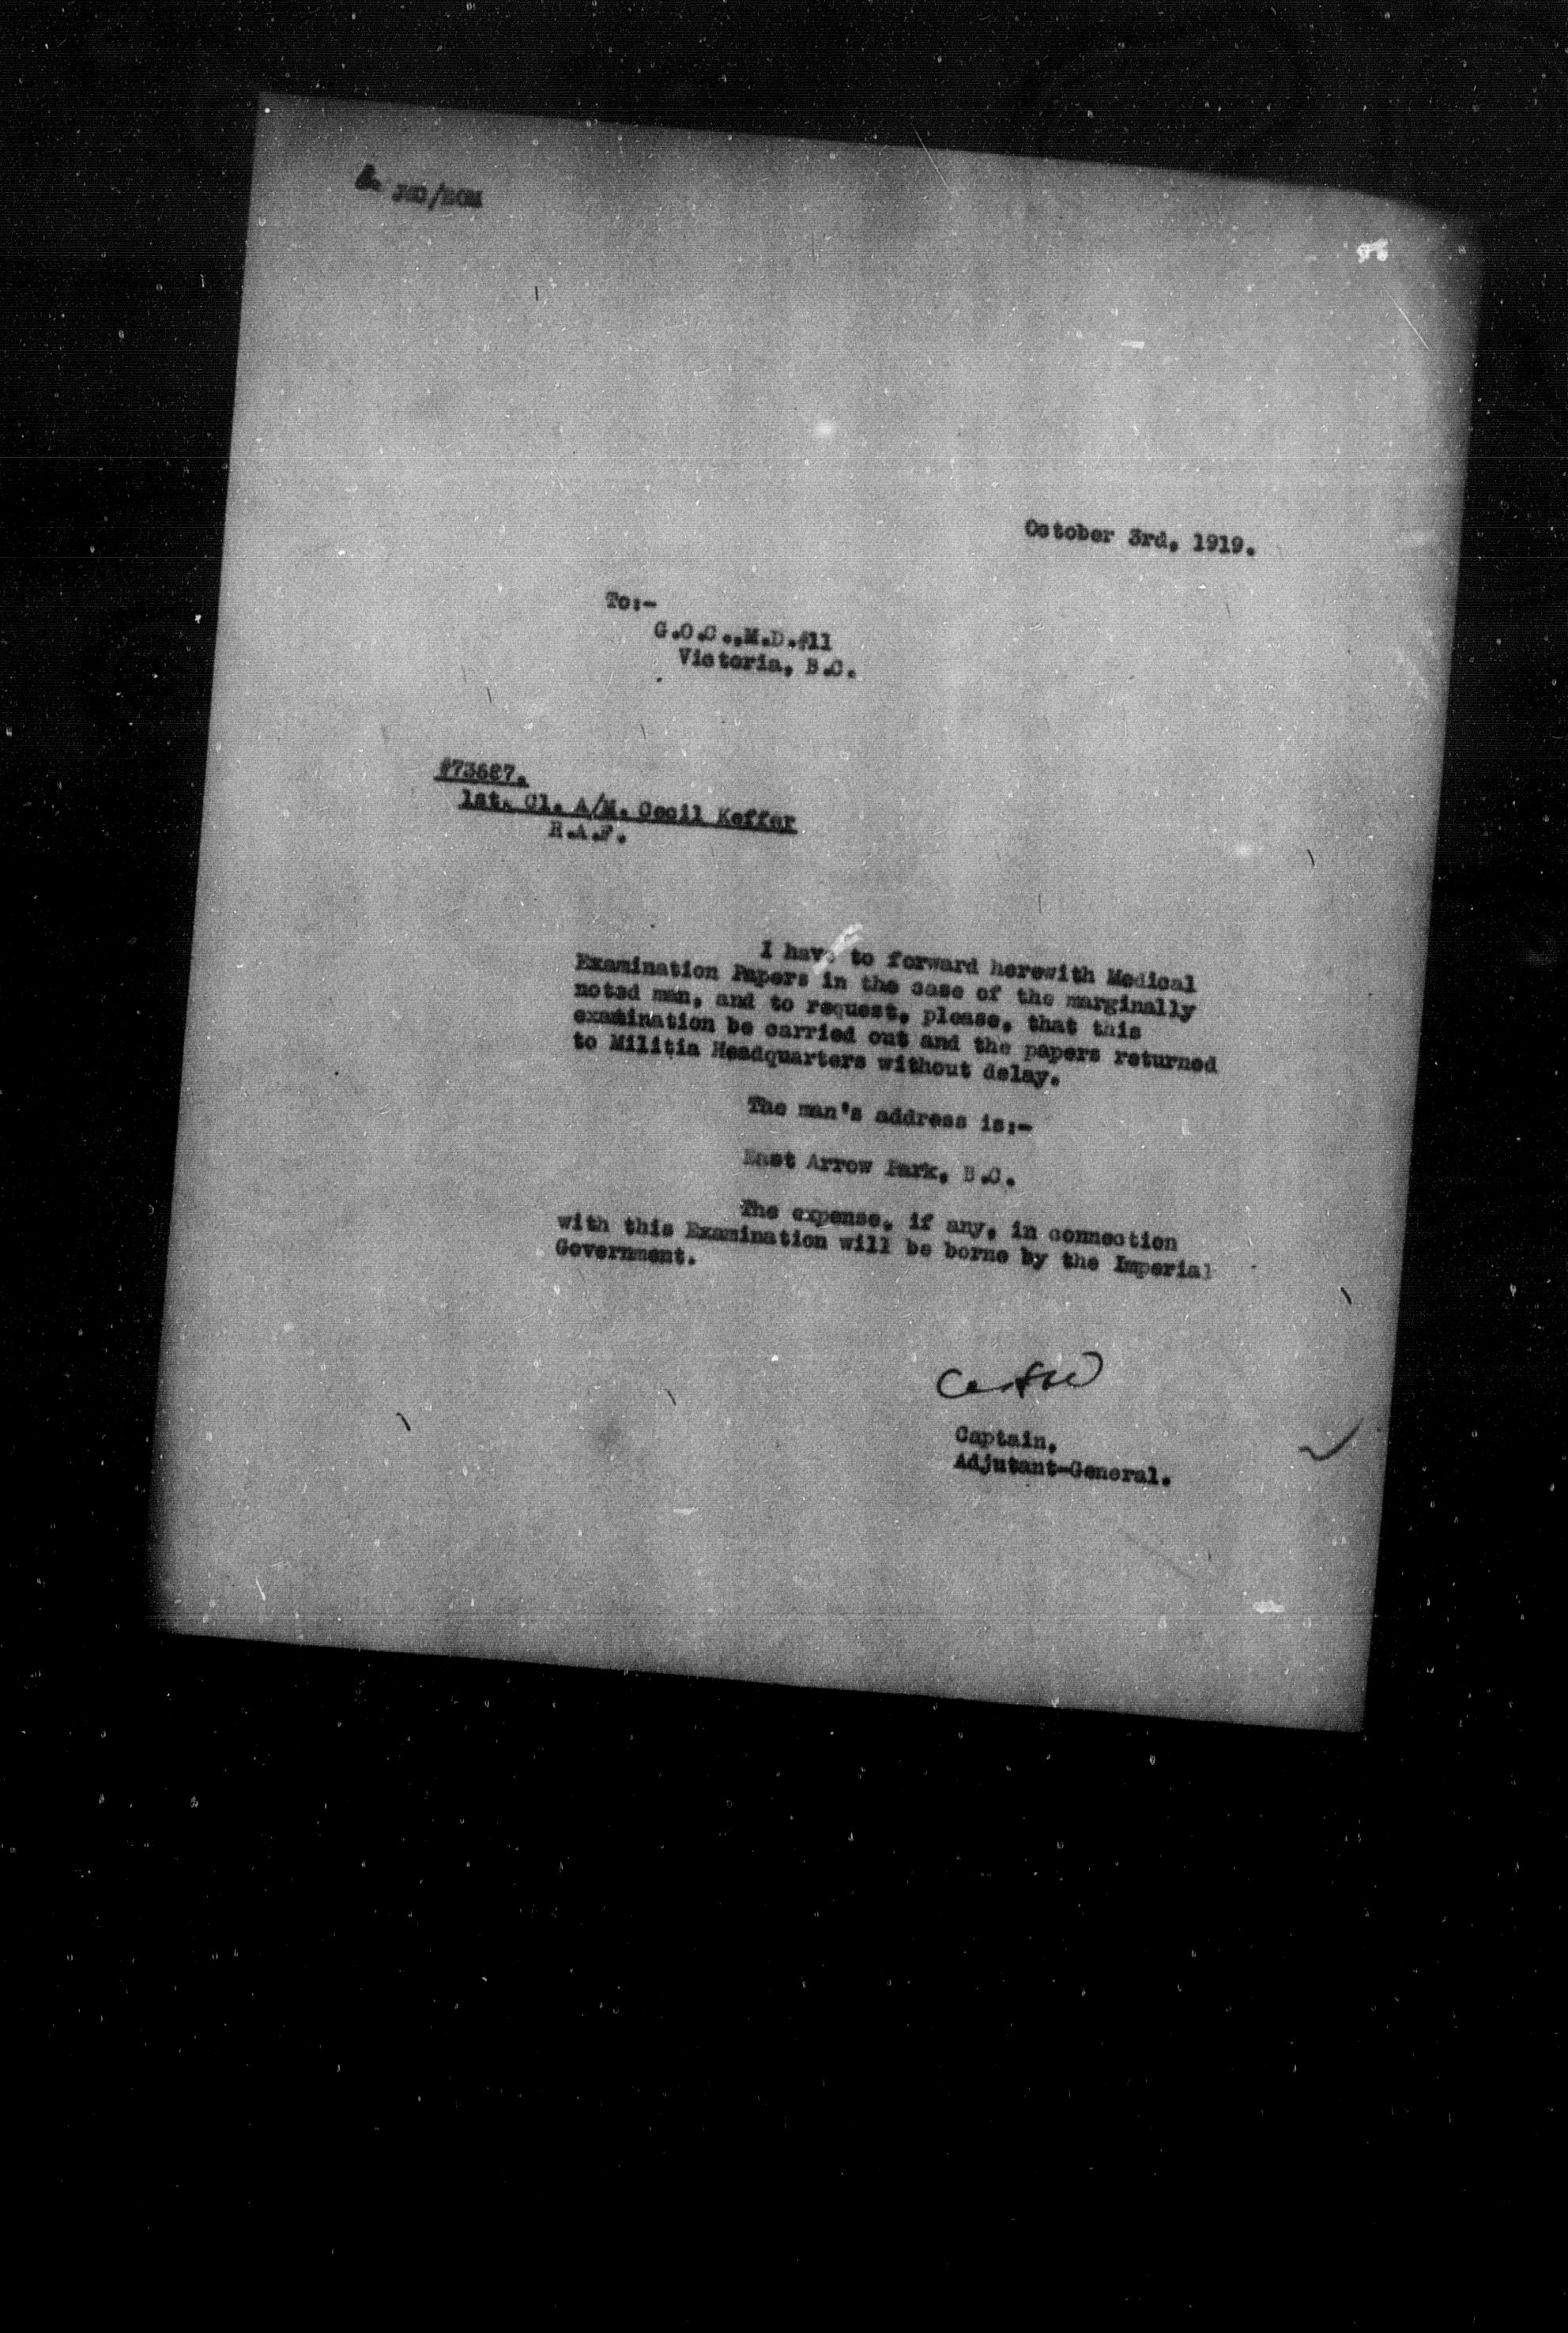 October 3rd, 1919.
To:-
G.O.C.,M.D.#11
Victoria, B.C.
1st. Cl. A/M. Cecil Keffer
R.A.F.
I have to forward herewith Medical
Examination Papers in the case of the marginally
noted man, and to request, please, that this
examination be carried out and the papers returned
to Militia Headquarters without delay.
The man's address is:-
East Arrow Park, B.C.
The expense, if any, in connection
with this Examination will be borne by the Imperial
Government.
Captain,
Adjutant-General.